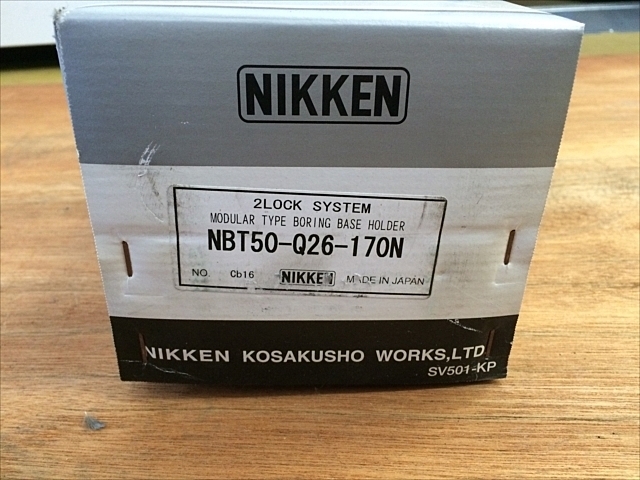 NIKKEN
2LOCK SYSTEM
MODULAR TYPE BORING BASE HOLDER
NBT50-Q26-170N
NO. Cb16 NIKKEN MADE IN JAPAN
NIKKEN KOSAKUSHO WORKS,LTD
SV501-KP